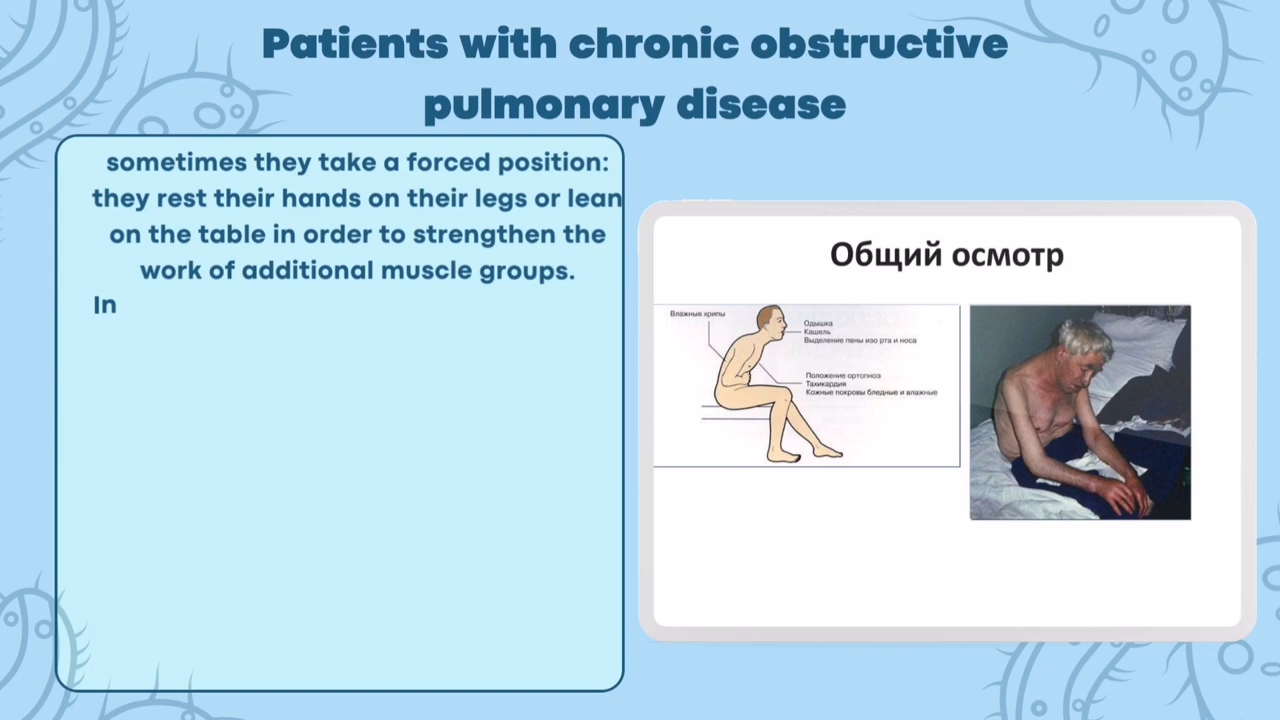 Patients with chronic obstructive
pulmonary disease
sometimes they take a forced position:
they rest their hands on their legs or lean
on the table in order to strengthen the
work of additional muscle groups.
In
Общий осмотр
Влажные хрипы
Одышка
Кашель
Выделение пены изо рта и носа
Положение ортопноэ
Тахикардия
Кожные покровы бледные и влажные